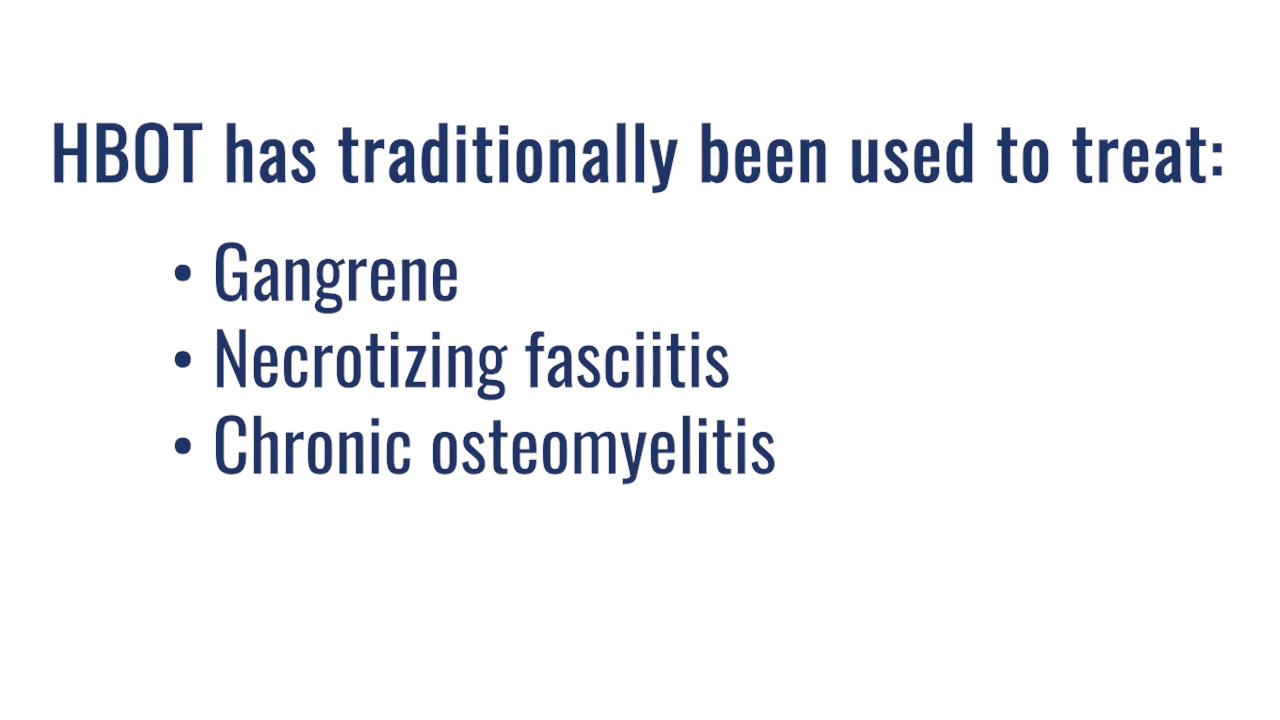 HBOT has traditionally been used to treat:
• Gangrene
• Necrotizing fasciitis
• Chronic osteomyelitis